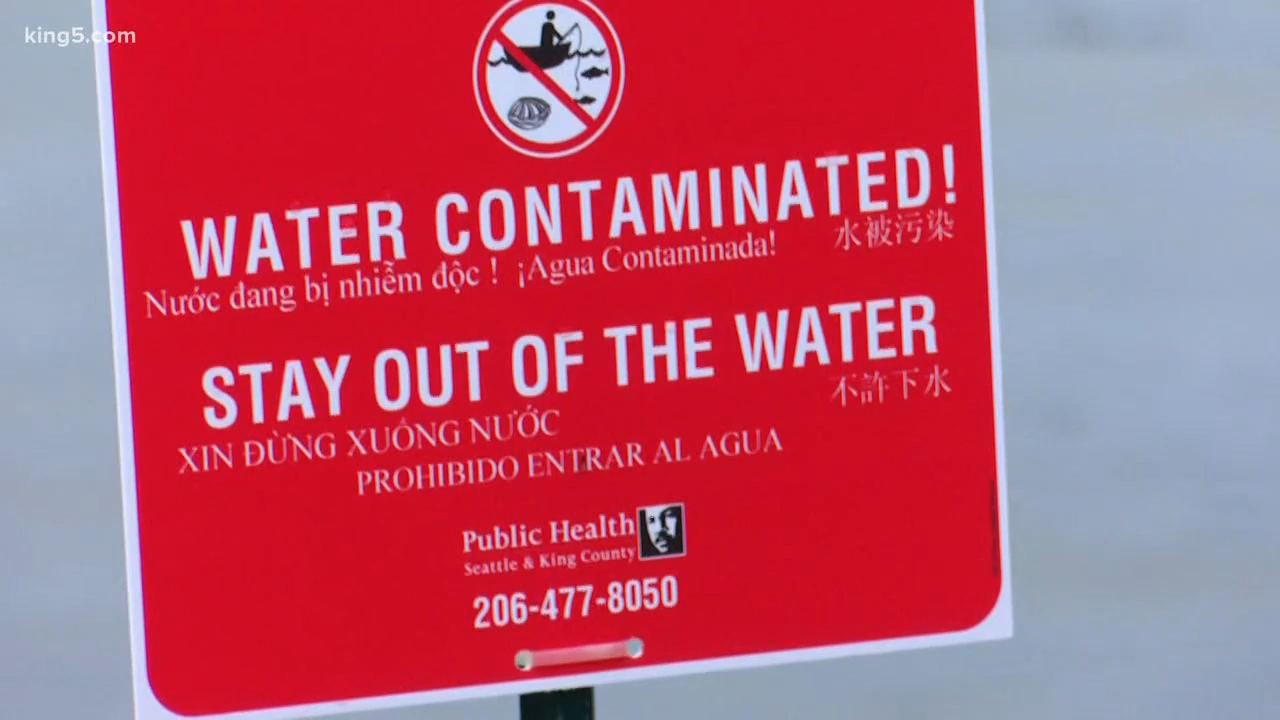 king5.com
WATER CONTAMINATED!
水被污染
Nước đang bị nhiễm độc ! ¡Agua Contaminada!
STAY OUT OF THE WATER
不許下水
XIN ĐỪNG XUỐNG NƯỚC
PROHIBIDO ENTRAR AL AGUA
Public Health
Seattle & King County
206-477-8050